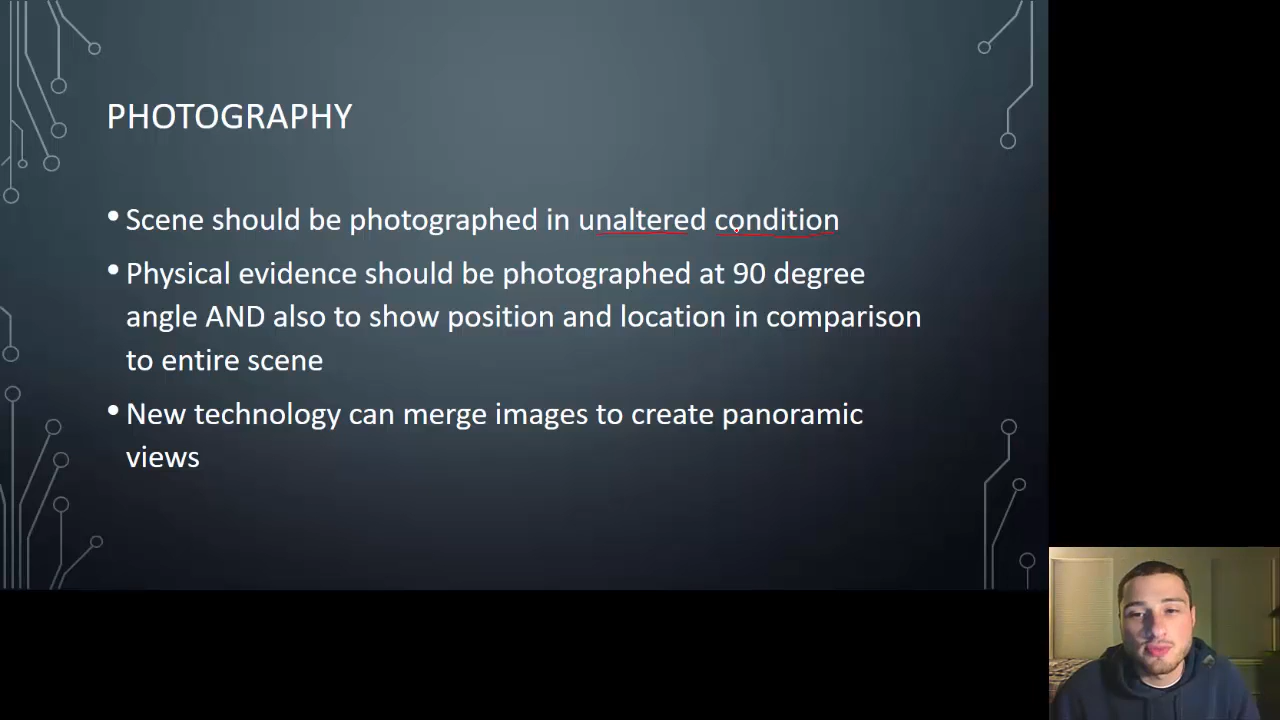 PHOTOGRAPHY
• Scene should be photographed in unaltered condition
• Physical evidence should be photographed at 90 degree
angle AND also to show position and location in comparison
to entire scene
• New technology can merge images to create panoramic
views